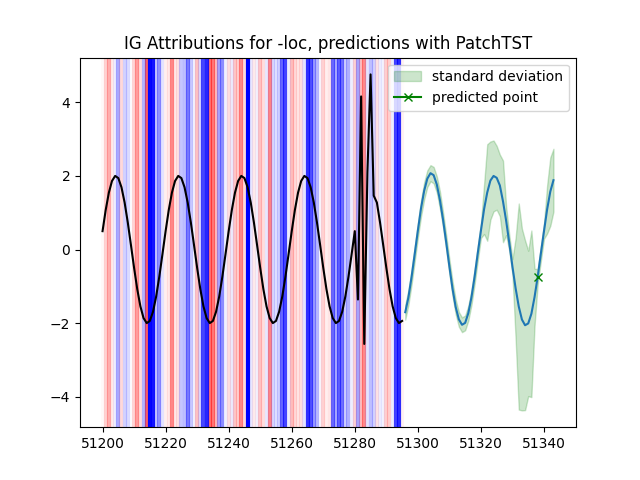 IG Attributions for -loc, predictions with PatchTST
standard deviation
predicted point
4
2
0
−2
−4
51200 51220 51240 51260 51280 51300 51320 51340